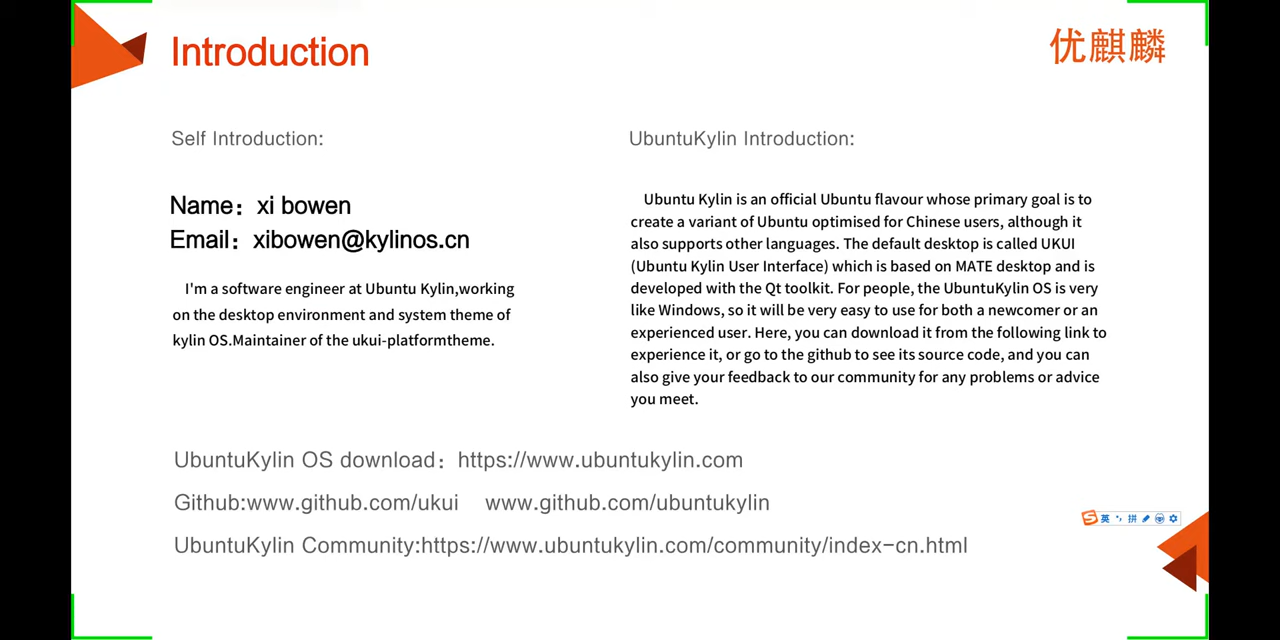 Introduction
优麒麟
Self Introduction:
Name：xi bowen
Email：xibowen@kylinos.cn
I'm a software engineer at Ubuntu Kylin,working
on the desktop environment and system theme of
kylin OS.Maintainer of the ukui-platformtheme.
UbuntuKylin Introduction:
Ubuntu Kylin is an official Ubuntu flavour whose primary goal is to
create a variant of Ubuntu optimised for Chinese users, although it
also supports other languages. The default desktop is called UKUI
(Ubuntu Kylin User Interface) which is based on MATE desktop and is
developed with the Qt toolkit. For people, the UbuntuKylin OS is very
like Windows, so it will be very easy to use for both a newcomer or an
experienced user. Here, you can download it from the following link to
experience it, or go to the github to see its source code, and you can
also give your feedback to our community for any problems or advice
you meet.
UbuntuKylin OS download：https://www.ubuntukylin.com
Github:www.github.com/ukui www.github.com/ubuntukylin
UbuntuKylin Community:https://www.ubuntukylin.com/community/index-cn.html
S 英 拼